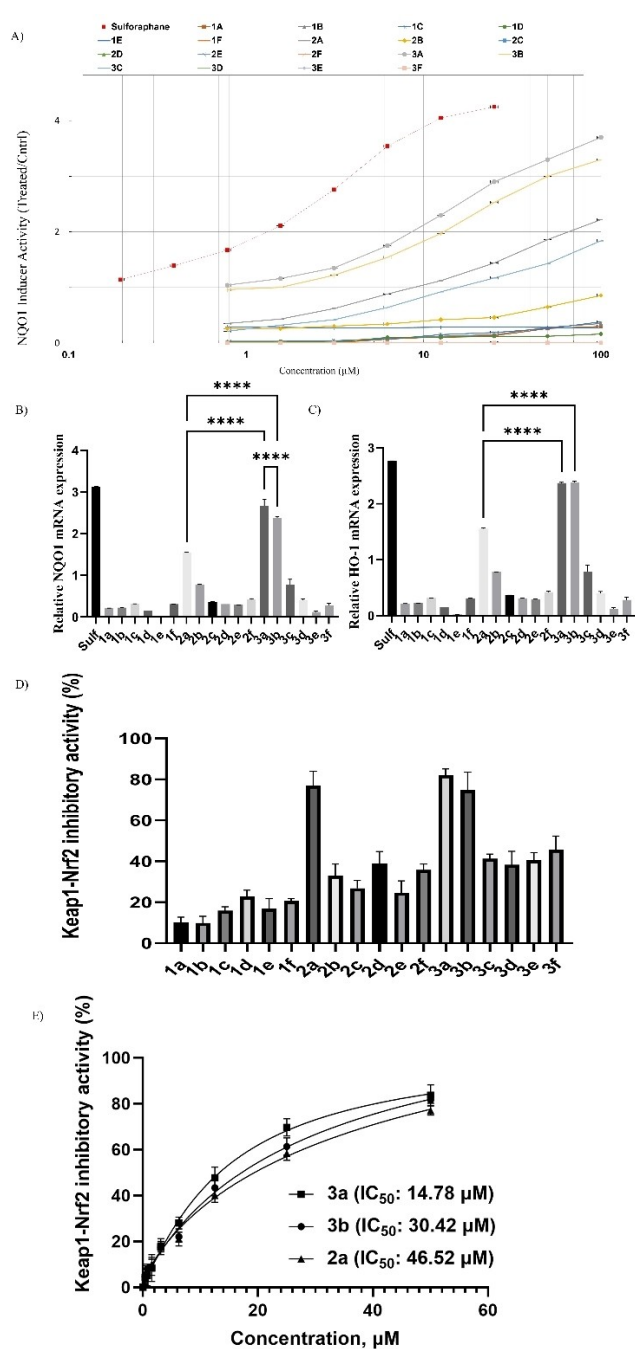 A)
Sulforaphane 1A 1B 1C 1D
1E 1F 2A 2B 2C
2D 2E 2F 3A 3B
3C 3D 3E 3F
NQO1 Inducer Activity (Treated/Cntrl)
4
2
0
0.1 1 10 100
Concentration (μM)
B)
Relative NQO1 mRNA expression
4
3
2
1
0
Sulf 1a 1b 1c 1d 1e 1f 2a 2b 2c 2d 2e 2f 3a 3b 3c 3d 3e 3f
**** 
****
****
C)
Relative HO-1 mRNA expression
3
2
1
0
Sulf 1a 1b 1c 1d 1e 1f 2a 2b 2c 2d 2e 2f 3a 3b 3c 3d 3e 3f
****
****
D)
Keap1-Nrf2 inhibitory activity (%)
100
80
60
40
20
0
1a 1b 1c 1d 1e 1f 2a 2b 2c 2d 2e 2f 3a 3b 3c 3d 3e 3f
E)
Keap1-Nrf2 inhibitory activity (%)
100
80
60
40
20
0
3a (IC50: 14.78 μM)
3b (IC50: 30.42 μM)
2a (IC50: 46.52 μM)
0 20 40 60
Concentration, μM